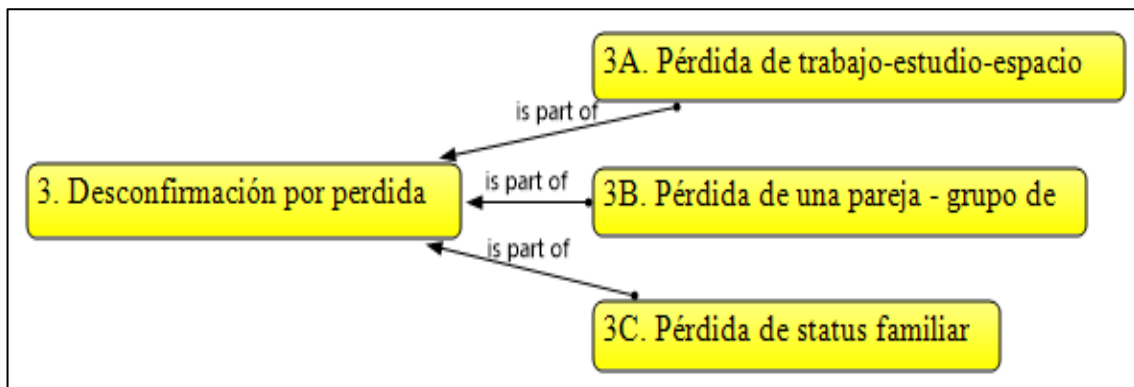 3A. Pérdida de trabajo-estudio-espacio
is part of
3. Desconfirmación por perdida
is part of
3B. Pérdida de una pareja - grupo de
is part of
3C. Pérdida de status familiar